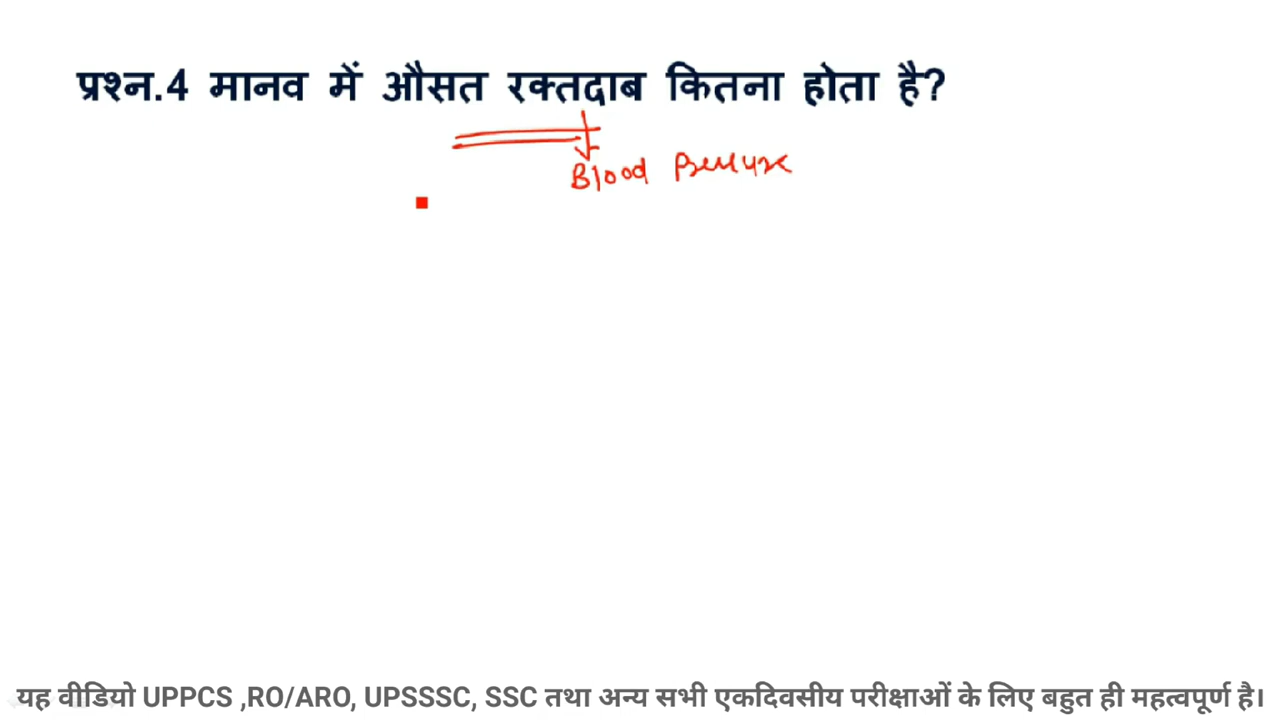 प्रश्न.4 मानव में औसत रक्तदाब कितना होता है?
Blood
यह वीडियो UPPCS ,RO/ARO, UPSSSC, SSC तथा अन्य सभी एकदिवसीय परीक्षाओं के लिए बहुत ही महत्वपूर्ण है।